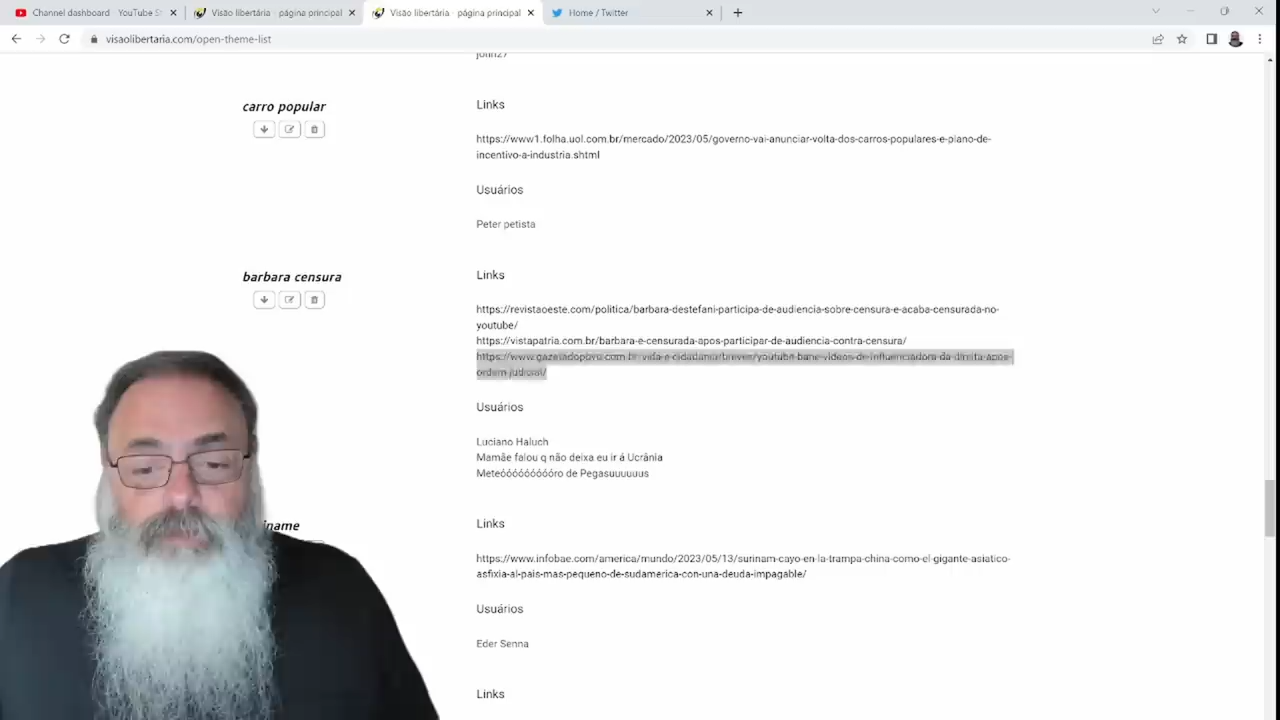 Channel dashboard - YouTube St
Visão libertária - página principal
Visão libertária - página principal
Home / Twitter
visaolibertaria.com/open-theme-list
john27
carro popular
Links
https://www1.folha.uol.com.br/mercado/2023/05/governo-vai-anunciar-volta-dos-carros-populares-e-plano-de-
incentivo-a-industria.shtml
Usuários
Peter petista
barbara censura
Links
https://revistaoeste.com/politica/barbara-destefani-participa-de-audiencia-sobre-censura-e-acaba-censurada-no-
youtube/
https://vistapatria.com.br/barbara-e-censurada-apos-participar-de-audiencia-contra-censura/
https://www.gazetadopovo.com.br/vida-e-cidadania/breves/youtube-bane-videos-de-influenciadora-da-direita-apos-
ordem-judicial/
Usuários
Luciano Haluch
Mamãe falou q não deixa eu ir á Ucrânia
Meteóóóóóóóóóro de Pegasuuuuuus
iname
Links
https://www.infobae.com/america/mundo/2023/05/13/surinam-cayo-en-la-trampa-china-como-el-gigante-asiatico-
asfixia-al-pais-mas-pequeno-de-sudamerica-con-una-deuda-impagable/
Usuários
Eder Senna
Links